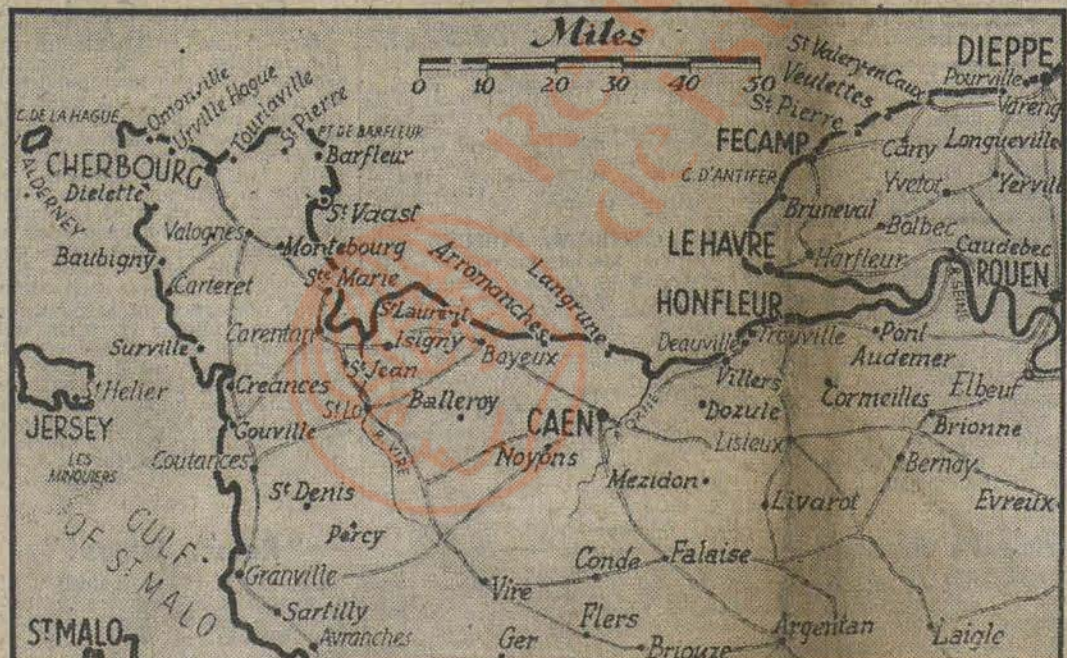 Miles
0 10 20 30 40 50
DIEPPE
St Valery-en-Caux
Pourville
Veulettes
Vareng
St Pierre
FECAMP
Cany
Longueville
C. D'ANTIFER
Yvetot
Yervill
Bruneval
Bolbec
LE HAVRE
Harfleur
Caudebec
ROUEN
R. SEINE
HONFLEUR
C. DE LA HAGUE
Omonville
Urville Hague
Tourlaville
St Pierre
PT DE BARFLEUR
Barfleur
CHERBOURG
ALDERNEY
Dielette
St Vaast
Valognes
Montebourg
Baubigny
Ste Marie
Carteret
Arromanches
Langrune
St Laurent
Carentan
Isigny
Bayeux
Deauville
Trouville
Pont
Audemer
Surville
St Jean
Villers
Elbeuf
St Helier
Creances
Balleroy
Cormeilles
JERSEY
St Lo
CAEN
ORNE
Dozule
Gouville
Lisieux
Brionne
LES
MINQUIERS
R. VIRE
Coutances
Noyons
Bernay
Mezidon
St Denis
Livarot
Evreux
GULF
OF ST MALO
Percy
Conde
Falaise
Granville
Vire
Sartilly
Flers
Argentan
Laigle
ST MALO
Avranches
Ger
Briouze